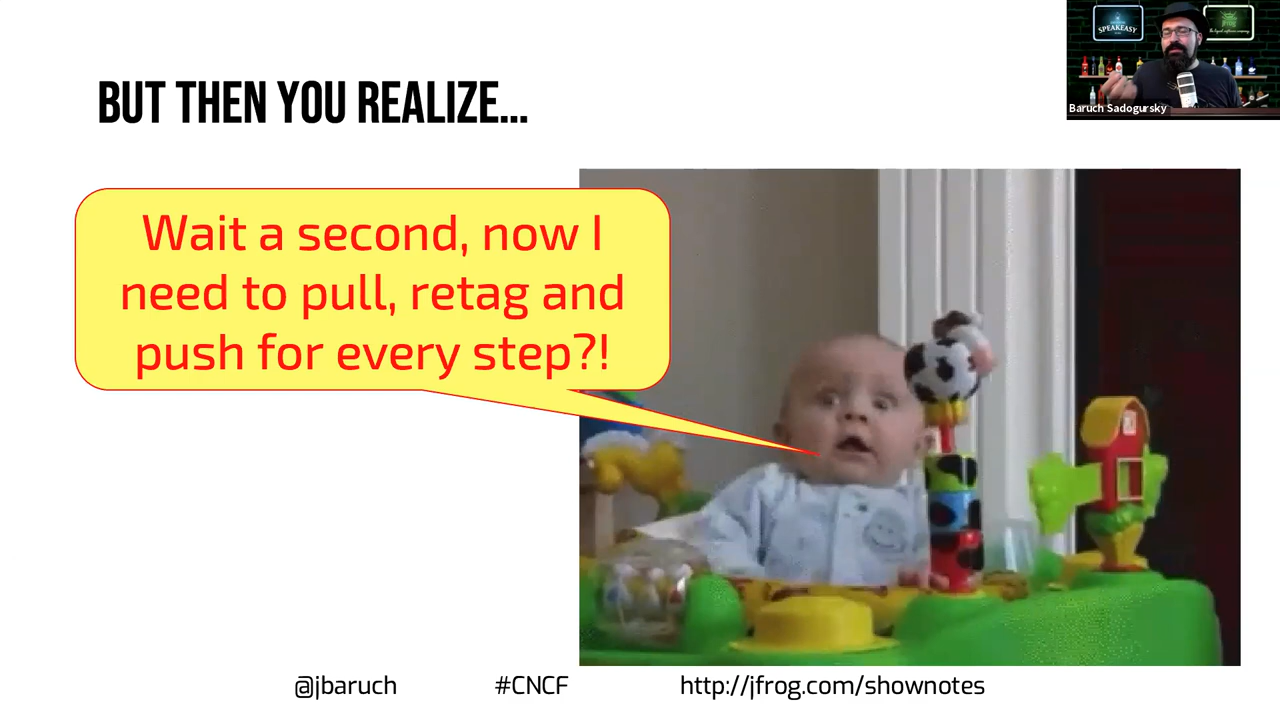 SPEAKEASY
Baruch Sadogursky
BUT THEN YOU REALIZE...
Wait a second, now I
need to pull, retag and
push for every step?!
@jbaruch #CNCF http://jfrog.com/shownotes